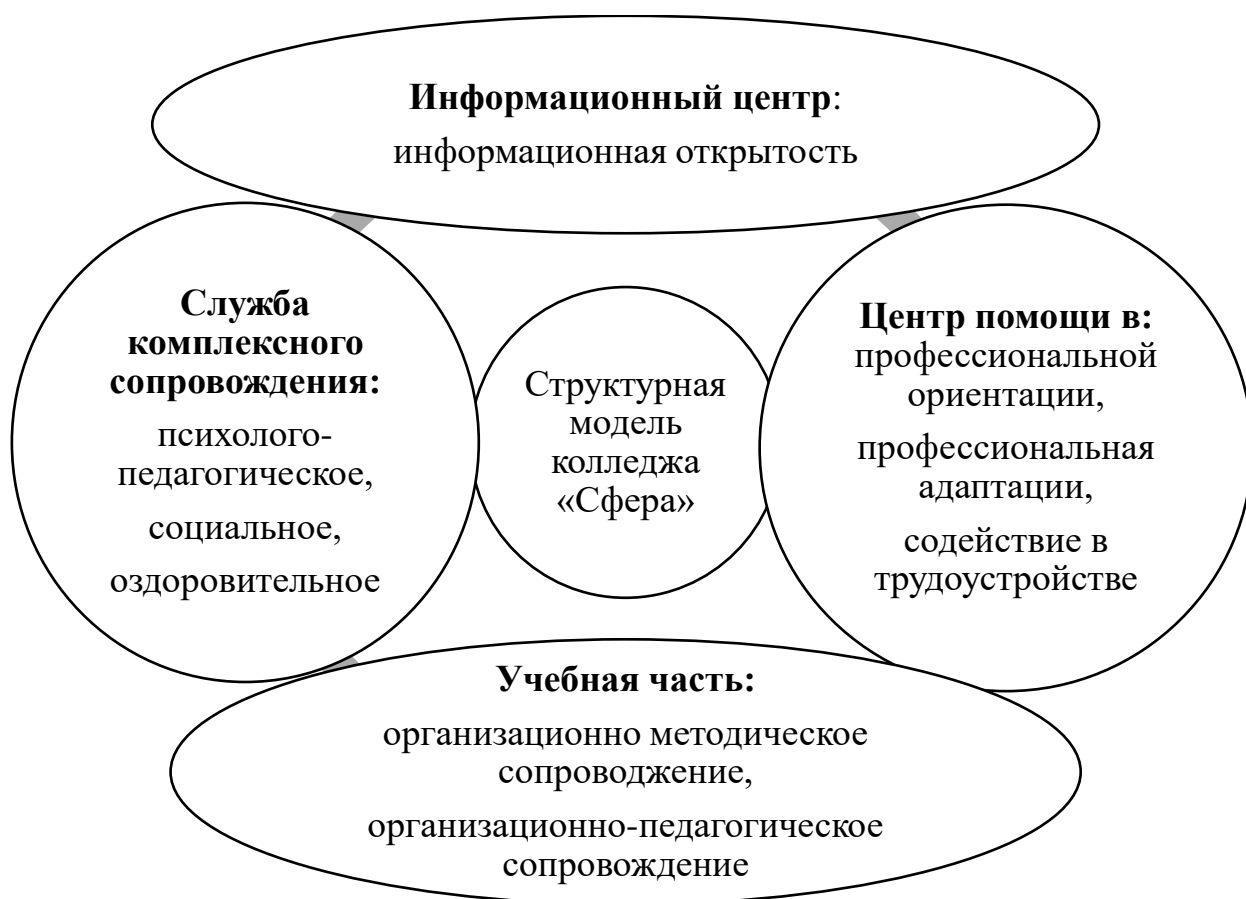 Информационный центр:
информационная открытость
Служба
комплексного
сопровождения:
психолого-
педагогическое,
социальное,
оздоровительное
Структурная
модель
колледжа
«Сфера»
Центр помощи в:
профессиональной
ориентации,
профессиональная
адаптации,
содействие в
трудоустройстве
Учебная часть:
организационно методическое
сопроводжение,
организационно-педагогическое
сопровождение